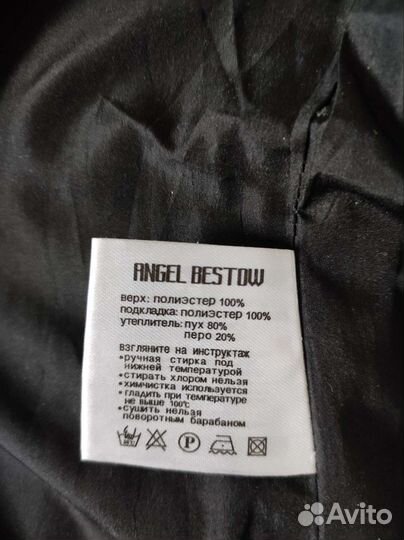 ANGEL BESTOW
верх: полиэстер 100%
подкладка: полиэстер 100%
утеплитель: пух 80%
перо 20%
взгляните на инструктаж
•ручная стирка под
нижней температурой
•стирать хлором нельзя
•химчистка используется
•гладить при температуре
не выше 100℃
•сушить нельзя
поворотным барабаном
P
Avito